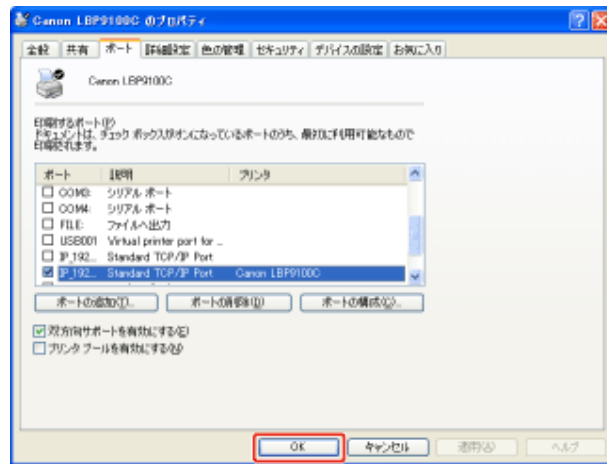 Canon LBP9100C のプロパティ
全般 共有 ポート 詳細設定 色の管理 セキュリティ デバイスの設定 お気に入り
Canon LBP9100C
印刷するポート(P)
ドキュメントは、チェック ボックスがオンになっているポートのうち、最初に利用可能なもので
印刷されます。
ポート 説明 プリンタ
COM3: シリアル ポート
COM4: シリアル ポート
FILE: ファイルへ出力
USB001 Virtual printer port for ...
IP_192... Standard TCP/IP Port
IP_192... Standard TCP/IP Port Canon LBP9100C
ポートの追加(T)... ポートの削除(D) ポートの構成(C)...
双方向サポートを有効にする(E)
プリンタ プールを有効にする(N)
OK キャンセル 適用(A) ヘルプ